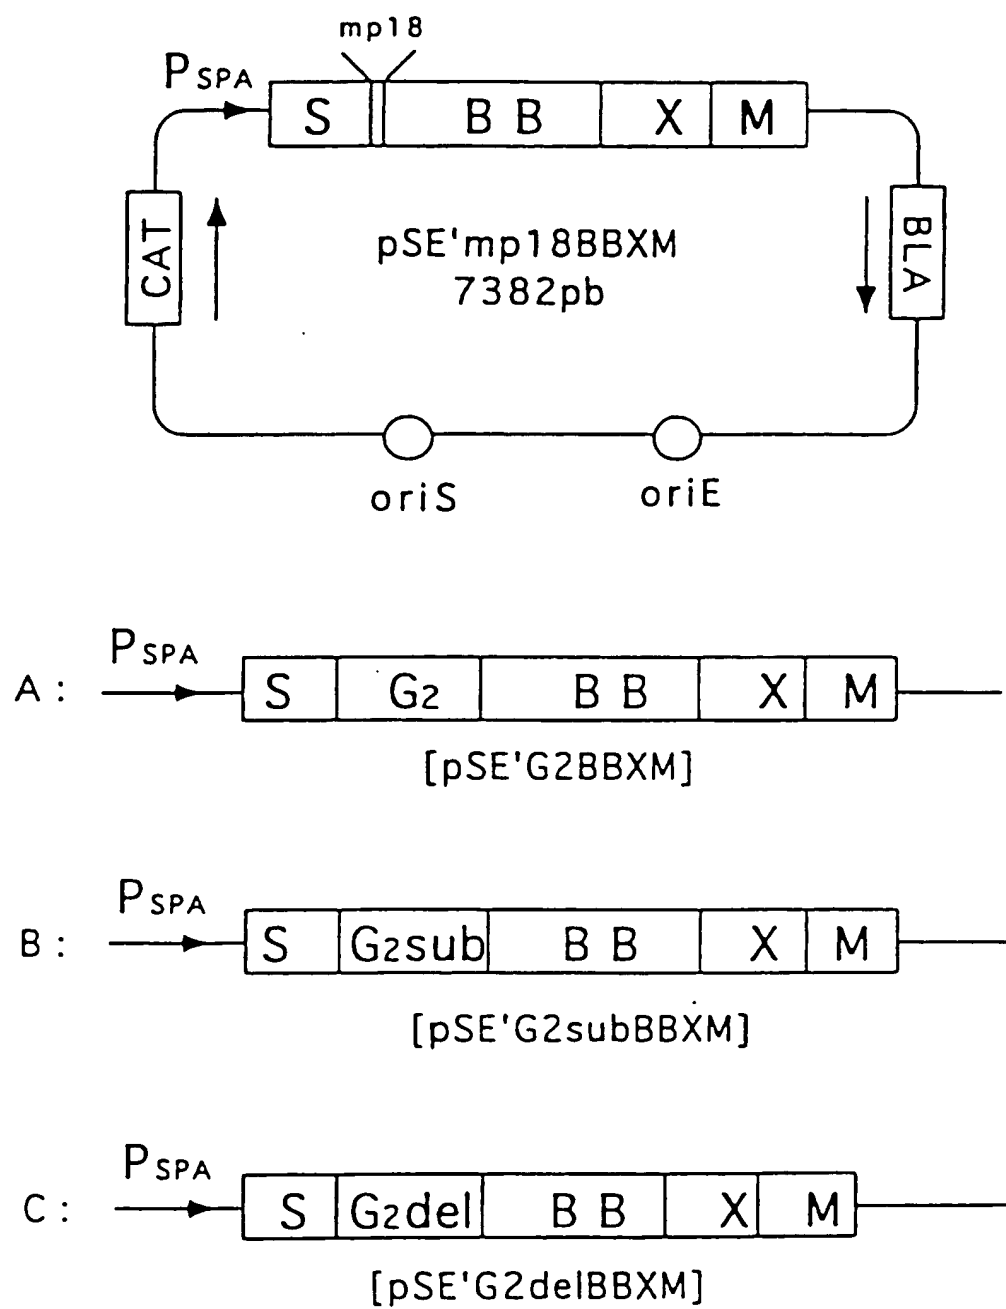 mp18
PSPA
S BB X M
CAT
BLA
pSE'mp18BBXM
7382pb
oriS
oriE
PSPA
A: S G2 BB X M
[pSE'G2BBXM]
PSPA
B: S G2sub BB X M
[pSE'G2subBBXM]
PSPA
C: S G2del BB X M
[pSE'G2delBBXM]